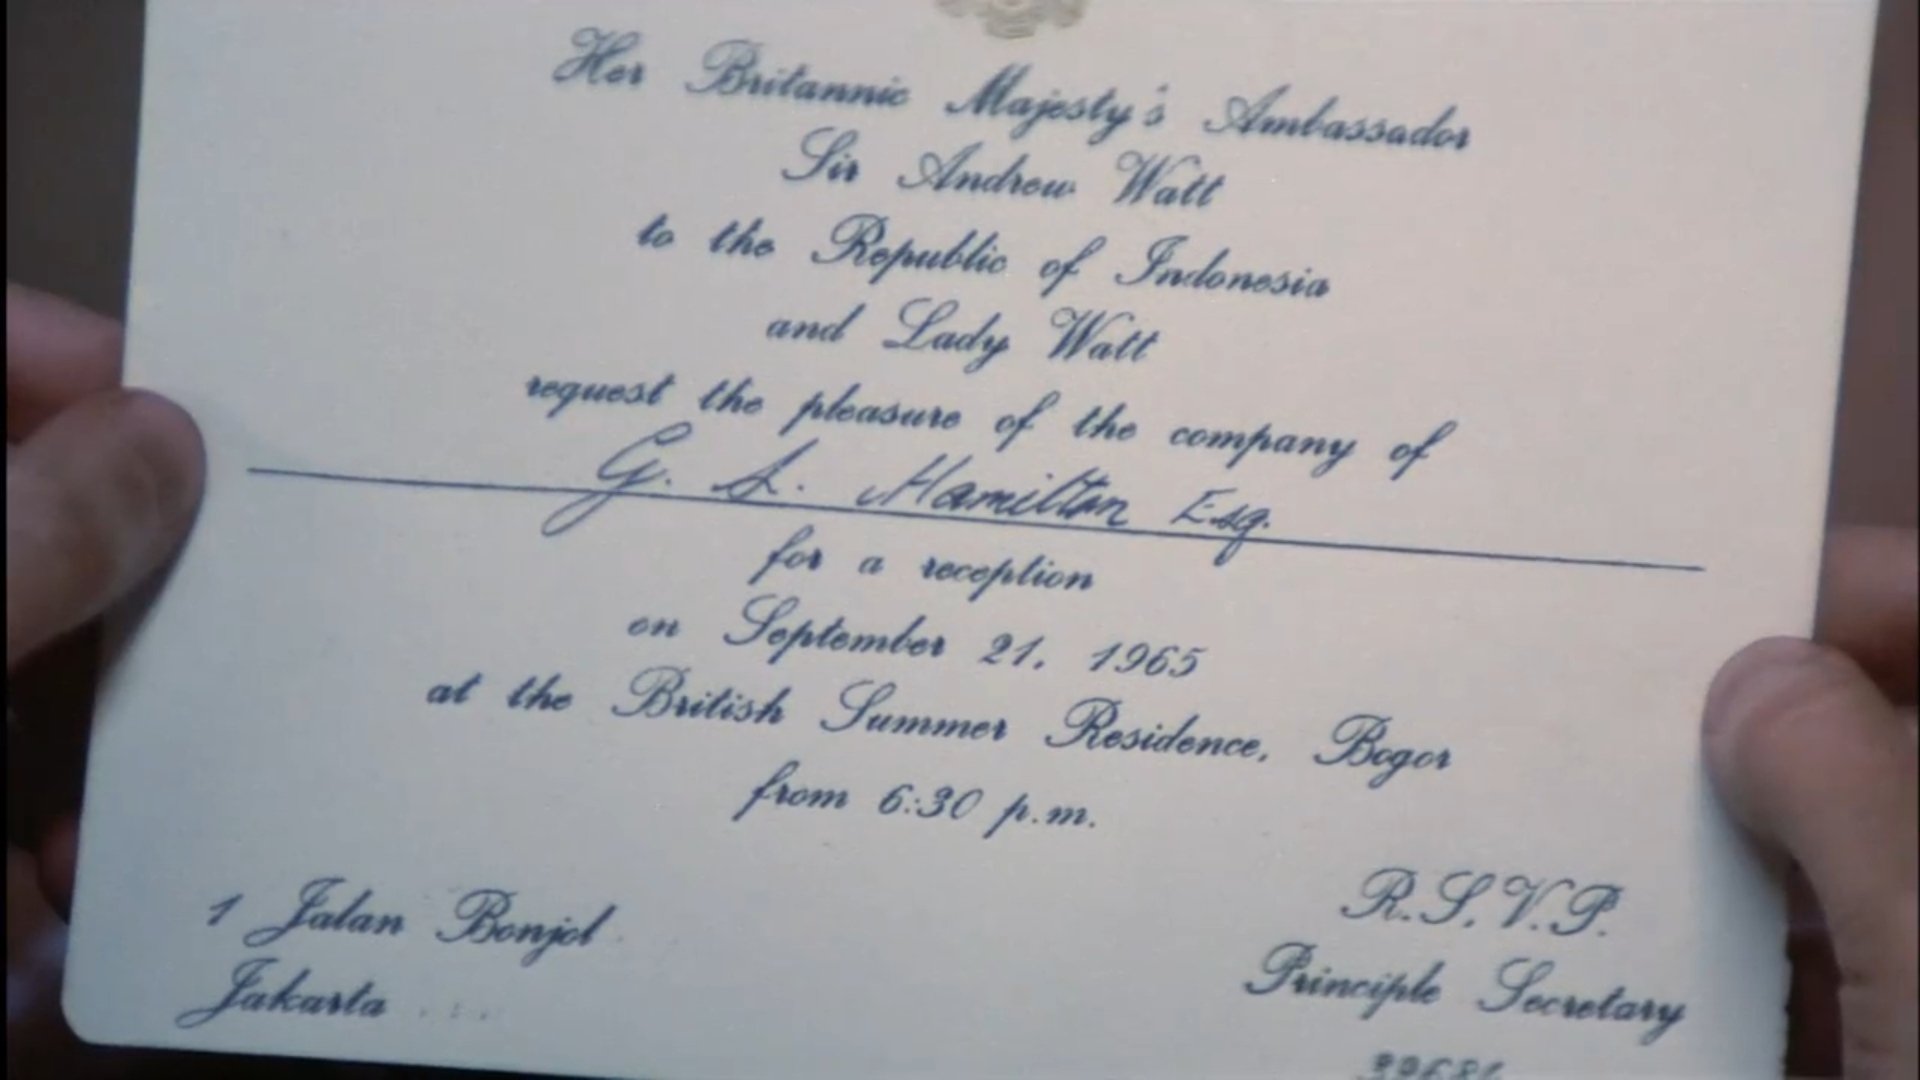 Her Britannic Majesty's Ambassador
Sir Andrew Watt
to the Republic of Indonesia
and Lady Watt
request the pleasure of the company of
G. S. Hamilton Esq.
for a reception
on September 21, 1965
at the British Summer Residence, Bogor
from 6:30 p.m.
1 Jalan Bonjol
Jakarta
R.S.V.P.
Principle Secretary